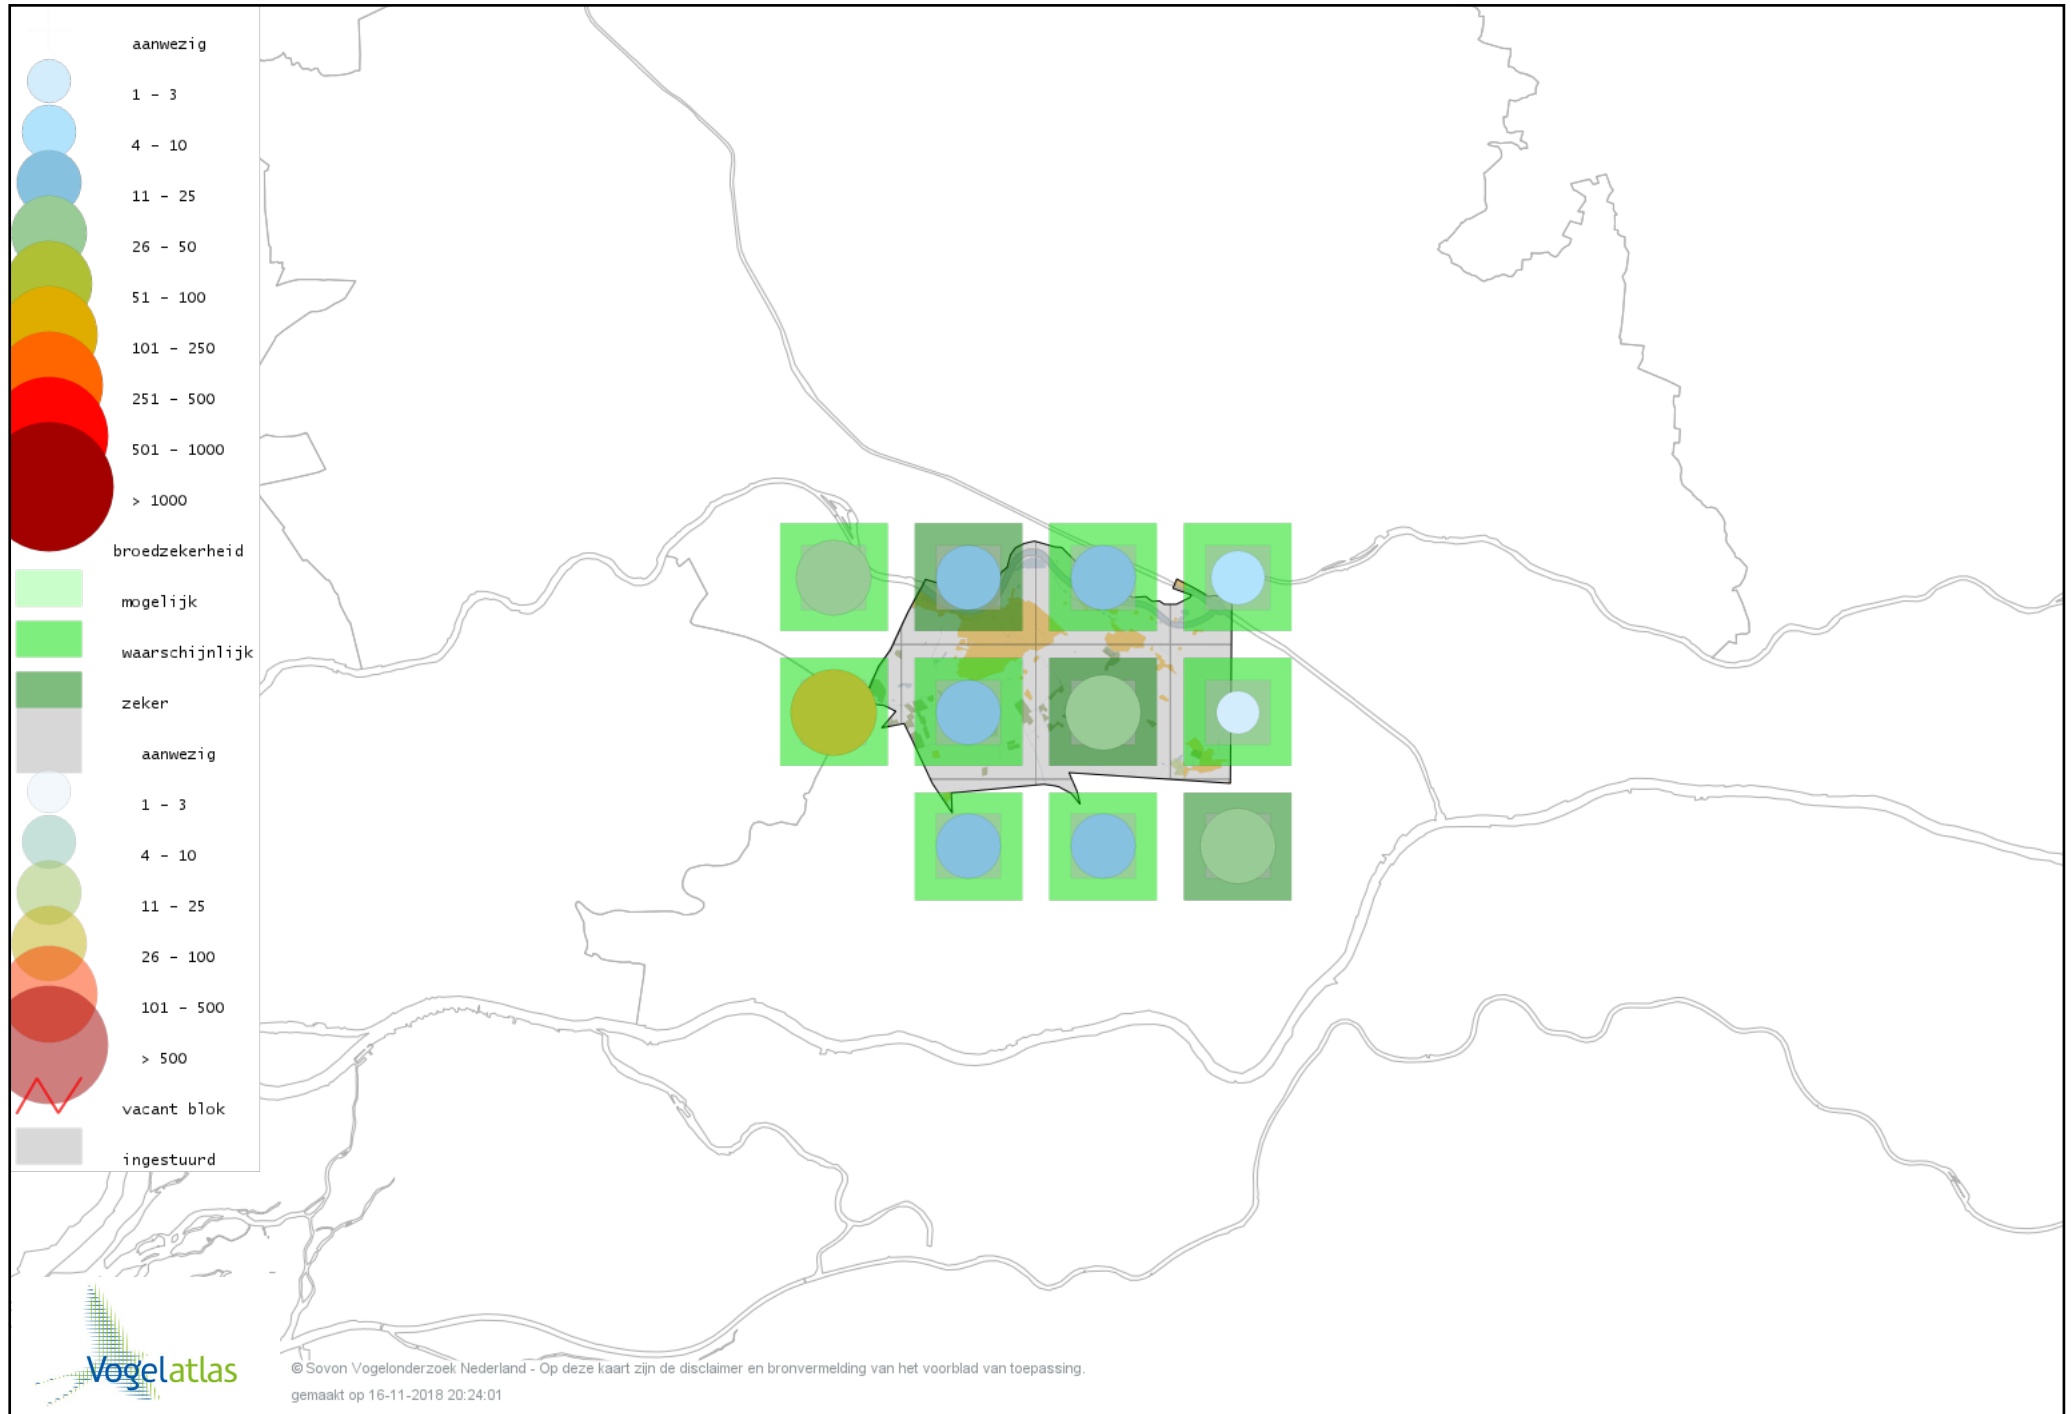 aanwezig
1 - 3
4 - 10
11 - 25
26 - 50
51 - 100
101 - 250
251 - 500
501 - 1000
> 1000
broedzekerheid
mogelijk
waarschijnlijk
zeker
aanwezig
1 - 3
4 - 10
11 - 25
26 - 100
101 - 500
> 500
vacant blok
ingestuurd
Vogelatlas
© Sovon Vogelonderzoek Nederland - Op deze kaart zijn de disclaimer en bronvermelding van het voorblad van toepassing.
gemaakt op 16-11-2018 20:24:01